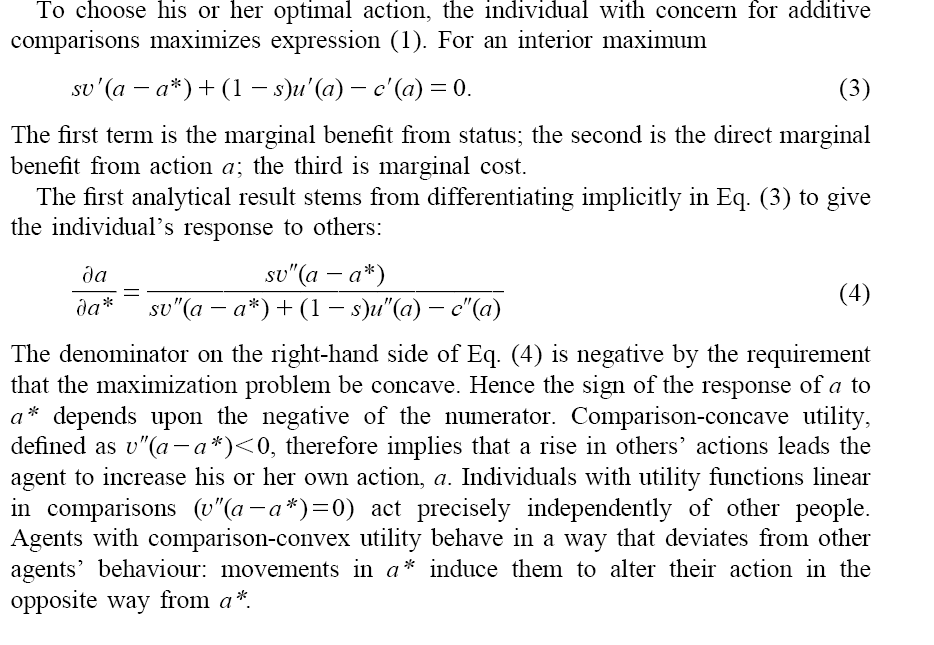 To choose his or her optimal action, the individual with concern for additive
comparisons maximizes expression (1). For an interior maximum
sv′(a − a*) + (1 − s)u′(a) − c′(a) = 0. (3)
The first term is the marginal benefit from status; the second is the direct marginal
benefit from action a; the third is marginal cost.
The first analytical result stems from differentiating implicitly in Eq. (3) to give
the individual's response to others:
∂a/∂a* = sv″(a − a*)/(sv″(a − a*) + (1 − s)u″(a) − c″(a)) (4)
The denominator on the right-hand side of Eq. (4) is negative by the requirement
that the maximization problem be concave. Hence the sign of the response of a to
a* depends upon the negative of the numerator. Comparison-concave utility,
defined as v″(a−a*)<0, therefore implies that a rise in others' actions leads the
agent to increase his or her own action, a. Individuals with utility functions linear
in comparisons (v″(a−a*)=0) act precisely independently of other people.
Agents with comparison-convex utility behave in a way that deviates from other
agents' behaviour: movements in a* induce them to alter their action in the
opposite way from a*.